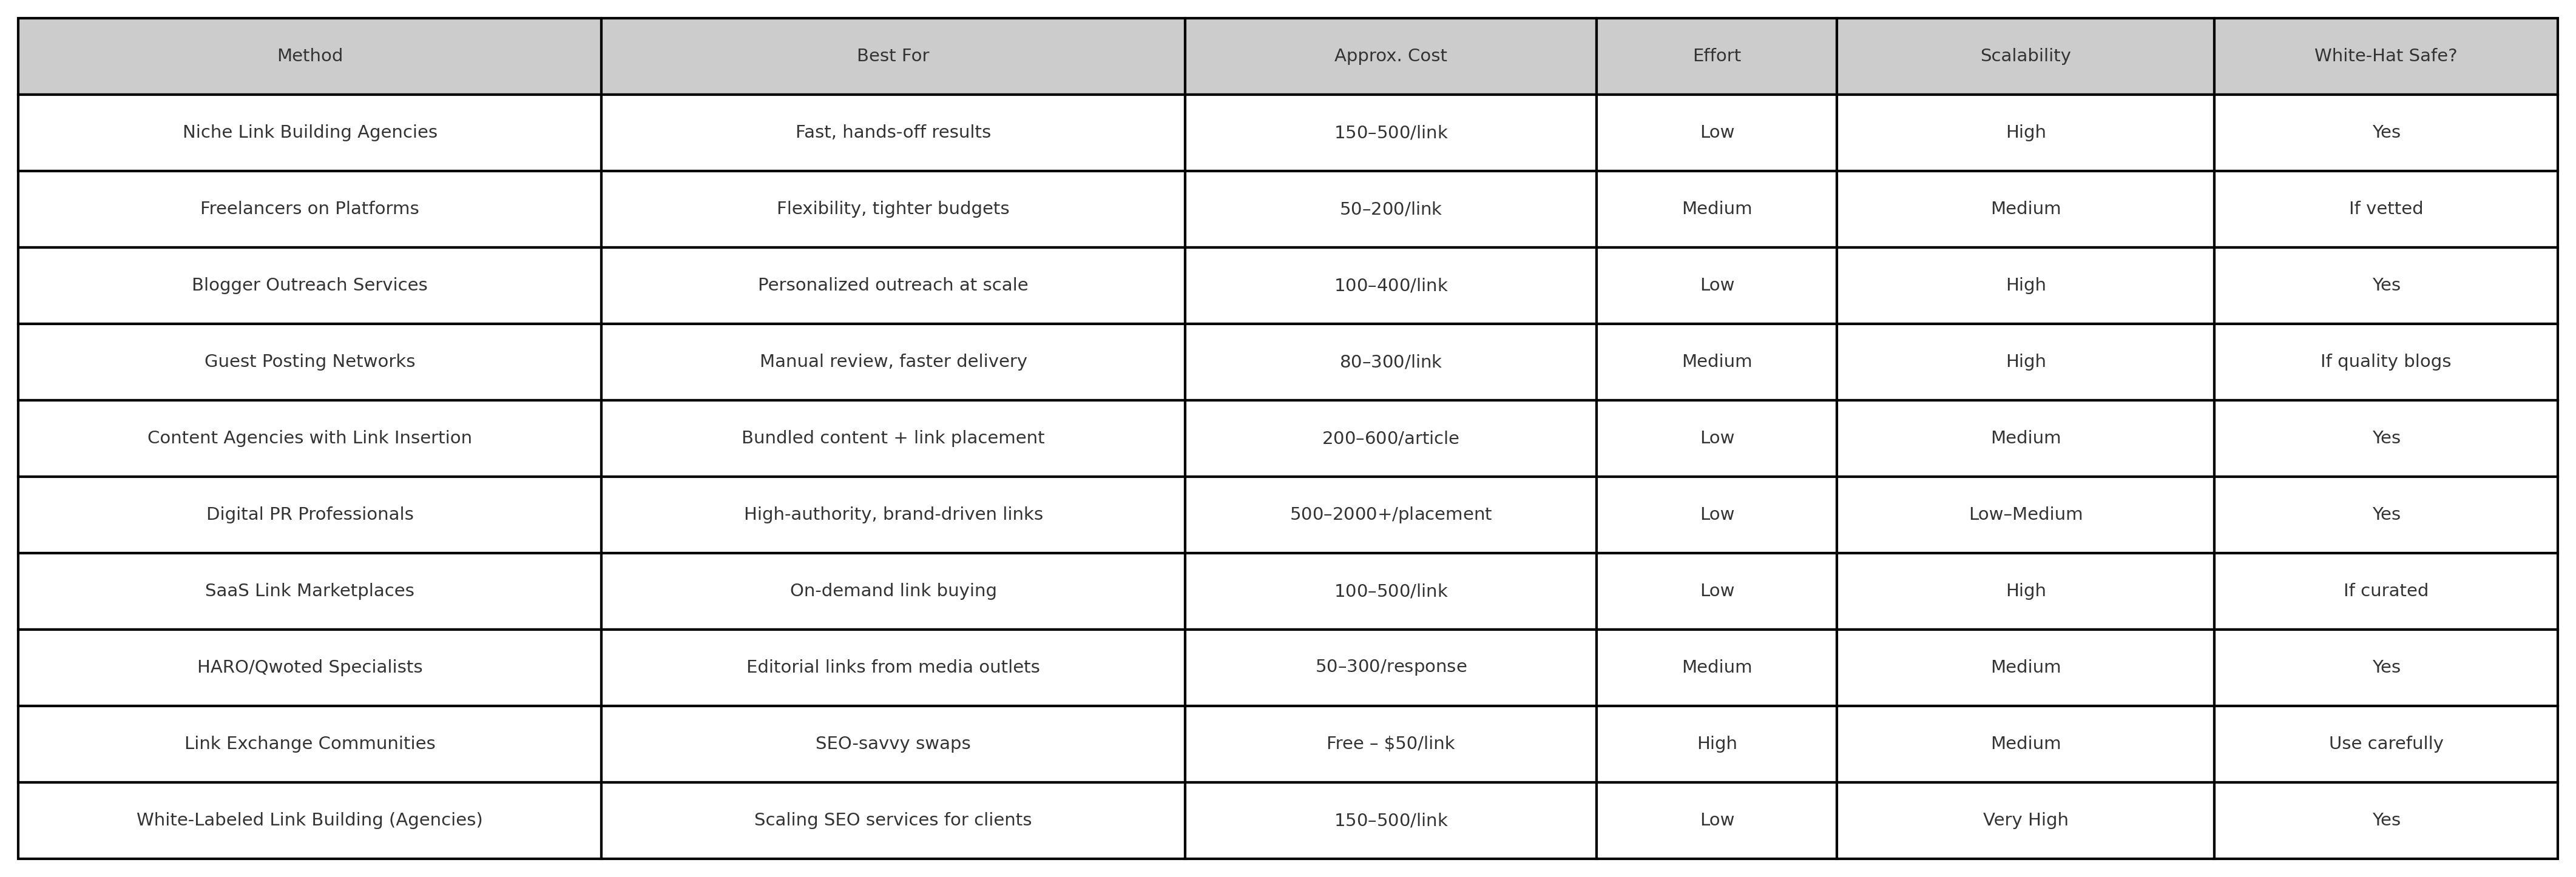 Method Best For Approx. Cost Effort Scalability White-Hat Safe?
Niche Link Building Agencies Fast, hands-off results 150–500/link Low High Yes
Freelancers on Platforms Flexibility, tighter budgets 50–200/link Medium Medium If vetted
Blogger Outreach Services Personalized outreach at scale 100–400/link Low High Yes
Guest Posting Networks Manual review, faster delivery 80–300/link Medium High If quality blogs
Content Agencies with Link Insertion Bundled content + link placement 200–600/article Low Medium Yes
Digital PR Professionals High-authority, brand-driven links 500–2000+/placement Low Low–Medium Yes
SaaS Link Marketplaces On-demand link buying 100–500/link Low High If curated
HARO/Qwoted Specialists Editorial links from media outlets 50–300/response Medium Medium Yes
Link Exchange Communities SEO-savvy swaps Free – $50/link High Medium Use carefully
White-Labeled Link Building (Agencies) Scaling SEO services for clients 150–500/link Low Very High Yes